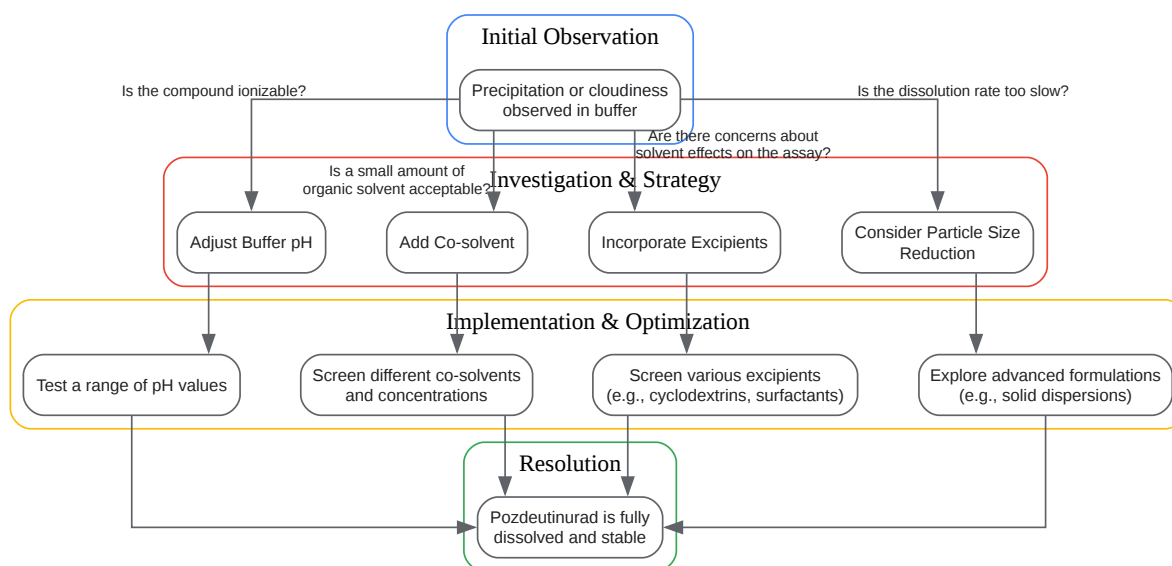 Initial Observation
Precipitation or cloudiness
observed in buffer
Is the compound ionizable?
Is the dissolution rate too slow?
Are there concerns about
solvent effects on the assay?
Is a small amount of
organic solvent acceptable?
Investigation & Strategy
Adjust Buffer pH
Add Co-solvent
Incorporate Excipients
Consider Particle Size
Reduction
Implementation & Optimization
Test a range of pH values
Screen different co-solvents
and concentrations
Screen various excipients
(e.g., cyclodextrins, surfactants)
Explore advanced formulations
(e.g., solid dispersions)
Resolution
Pozdeutinurad is fully
dissolved and stable